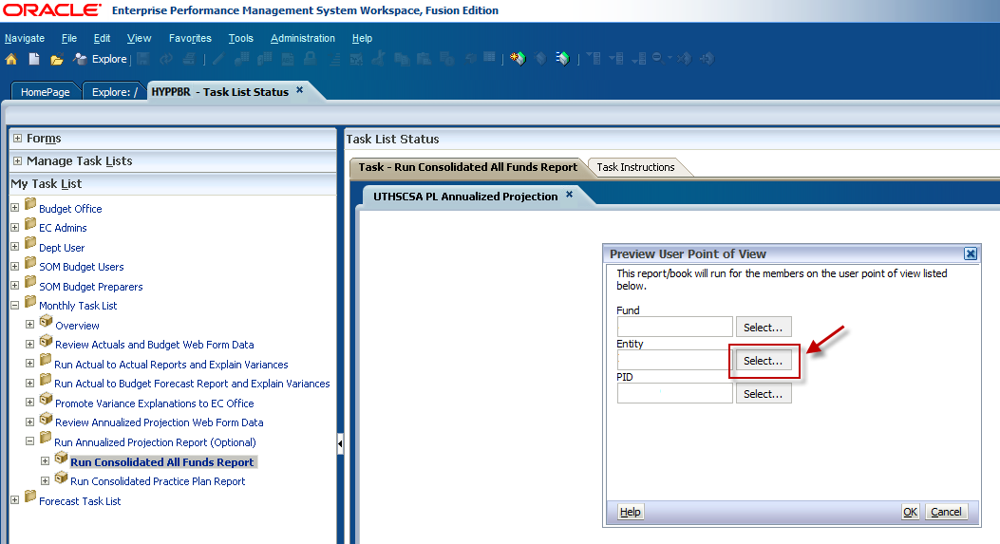 ORACLE® Enterprise Performance Management System Workspace, Fusion Edition
Navigate File Edit View Favorites Tools Administration Help
Explore
HomePage Explore: / HYPPBR - Task List Status
Forms
Manage Task Lists
My Task List
Budget Office
EC Admins
Dept User
SOM Budget Users
SOM Budget Preparers
Monthly Task List
Overview
Review Actuals and Budget Web Form Data
Run Actual to Actual Reports and Explain Variances
Run Actual to Budget Forecast Report and Explain Variances
Promote Variance Explanations to EC Office
Review Annualized Projection Web Form Data
Run Annualized Projection Report (Optional)
Run Consolidated All Funds Report
Run Consolidated Practice Plan Report
Forecast Task List
Task List Status
Task - Run Consolidated All Funds Report Task Instructions
UTHSCSA PL Annualized Projection
Preview User Point of View
This report/book will run for the members on the user point of view listed
below.
Fund
Select...
Entity
Select...
PID
Select...
Help OK Cancel